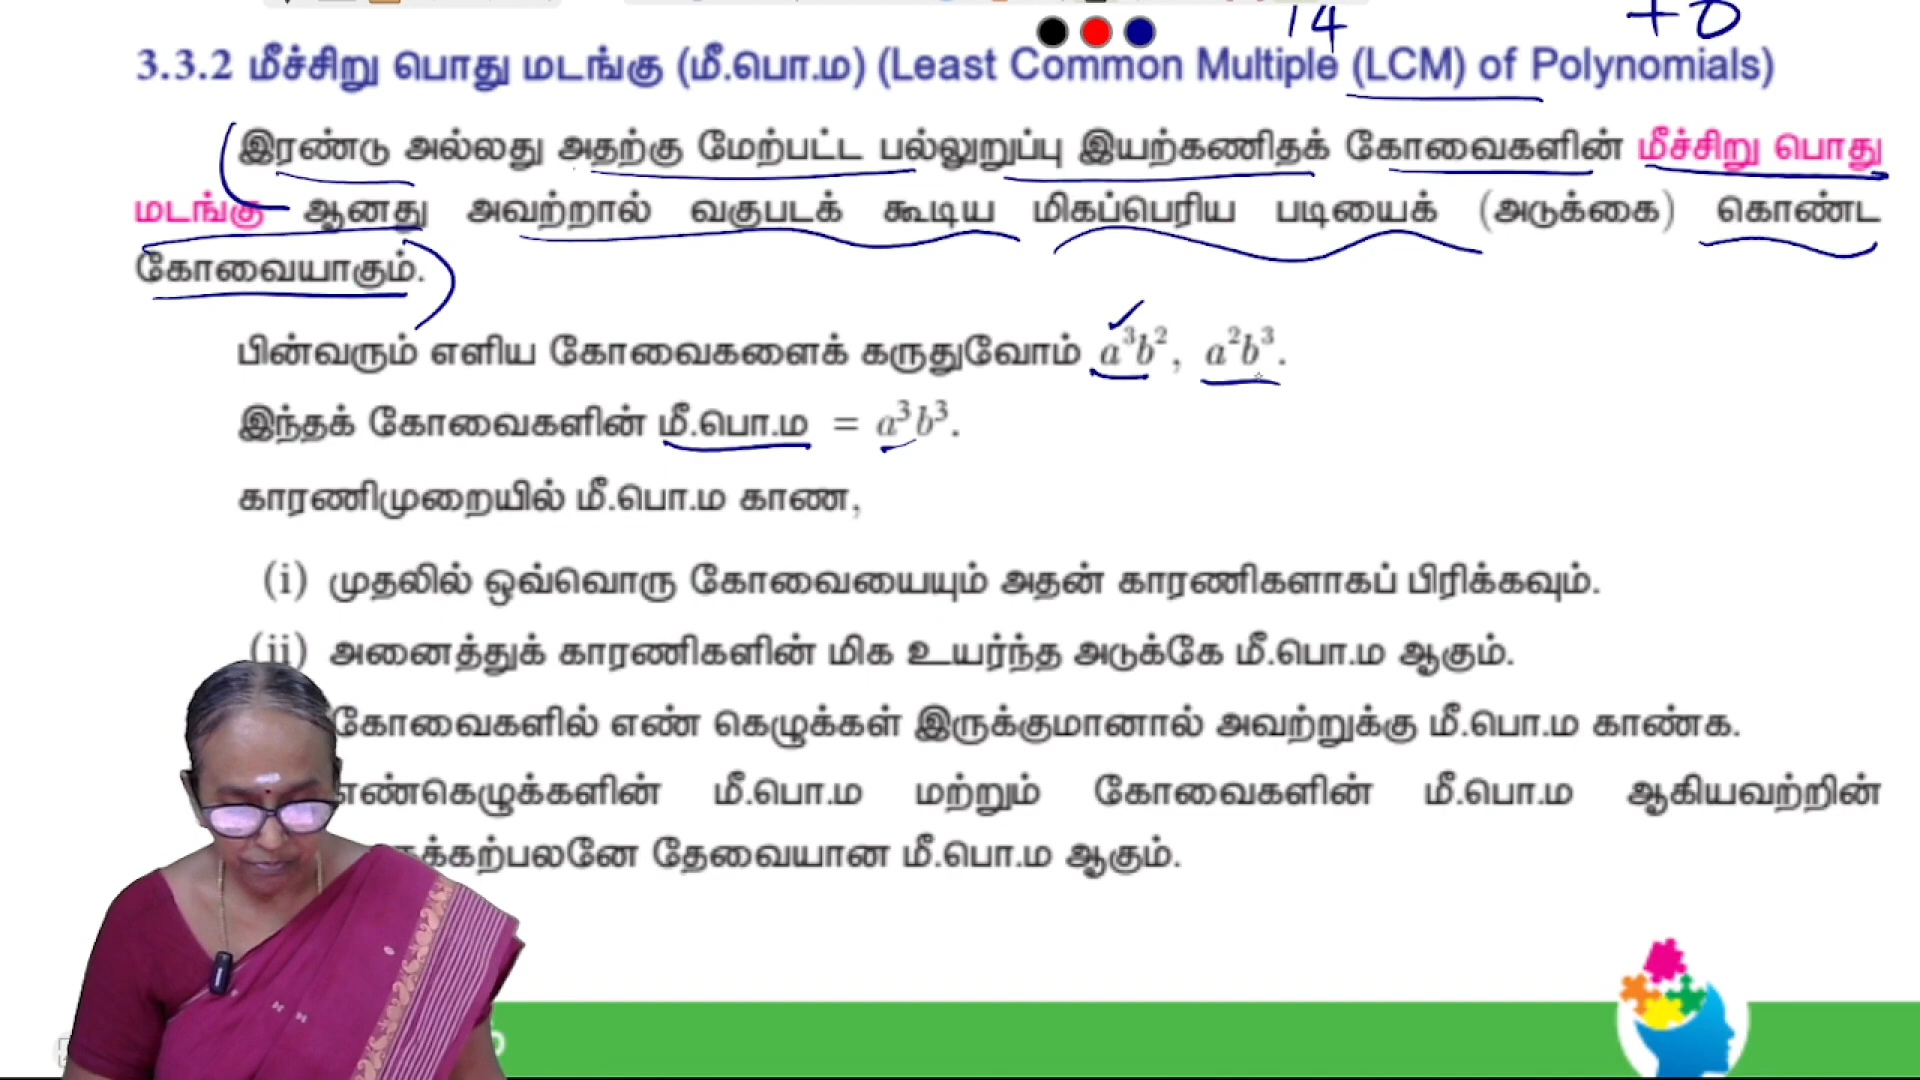 14 +0
3.3.2 மீச்சிறு பொது மடங்கு (மீ.பொ.ம) (Least Common Multiple (LCM) of Polynomials)
இரண்டு அல்லது அதற்கு மேற்பட்ட பல்லுறுப்பு இயற்கணிதக் கோவைகளின் மீச்சிறு பொது
மடங்கு ஆனது அவற்றால் வகுபடக் கூடிய மிகப்பெரிய படியைக் (அடுக்கை) கொண்ட
கோவையாகும்.
பின்வரும் எளிய கோவைகளைக் கருதுவோம் a³b², a²b³.
இந்தக் கோவைகளின் மீ.பொ.ம = a³b³.
காரணிமுறையில் மீ.பொ.ம காண,
(i) முதலில் ஒவ்வொரு கோவையையும் அதன் காரணிகளாகப் பிரிக்கவும்.
(ii) அனைத்துக் காரணிகளின் மிக உயர்ந்த அடுக்கே மீ.பொ.ம ஆகும்.
கோவைகளில் எண் கெழுக்கள் இருக்குமானால் அவற்றுக்கு மீ.பொ.ம காண்க.
எண்கெழுக்களின் மீ.பொ.ம மற்றும் கோவைகளின் மீ.பொ.ம ஆகியவற்றின்
தேவையான மீ.பொ.ம ஆகும்.